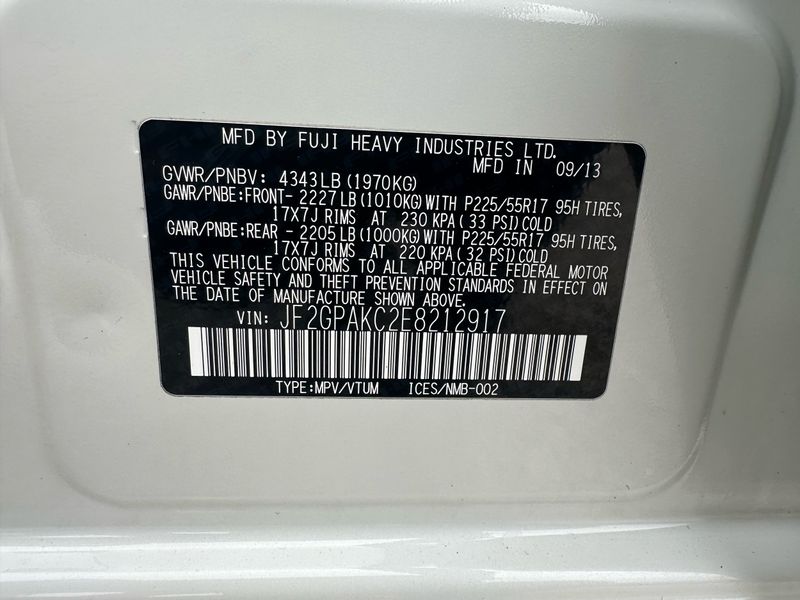 MFD BY FUJI HEAVY INDUSTRIES LTD.
MFD IN 09/13
GVWR/PNBV: 4343LB(1970KG)
GAWR/PNBE:FRONT- 2227LB(1010KG)WITH P225/55R17 95H TIRES,
17X7J RIMS AT 230 KPA( 33 PSI)COLD
GAWR/PNBE:REAR - 2205LB(1000KG)WITH P225/55R17 95H TIRES,
17X7J RIMS AT 220 KPA( 32 PSI)COLD
THIS VEHICLE CONFORMS TO ALL APPLICABLE FEDERAL MOTOR
VEHICLE SAFETY AND THEFT PREVENTION STANDARDS IN EFFECT ON
THE DATE OF MANUFACTURE SHOWN ABOVE.
VIN: JF2GPAKC2E8212917
TYPE:MPV/VTUM ICES/NMB-002